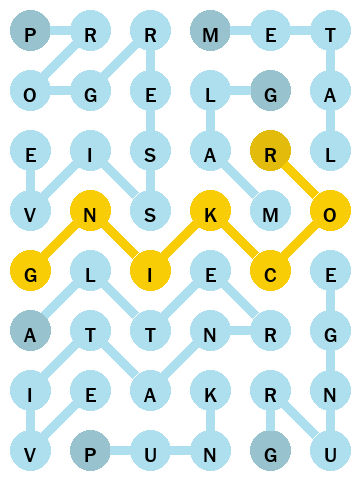 P R R M E T
O G E L G A
E I S A R L
V N S K M O
G L I E C E
A T T N R G
I E A K R N
V P U N G U